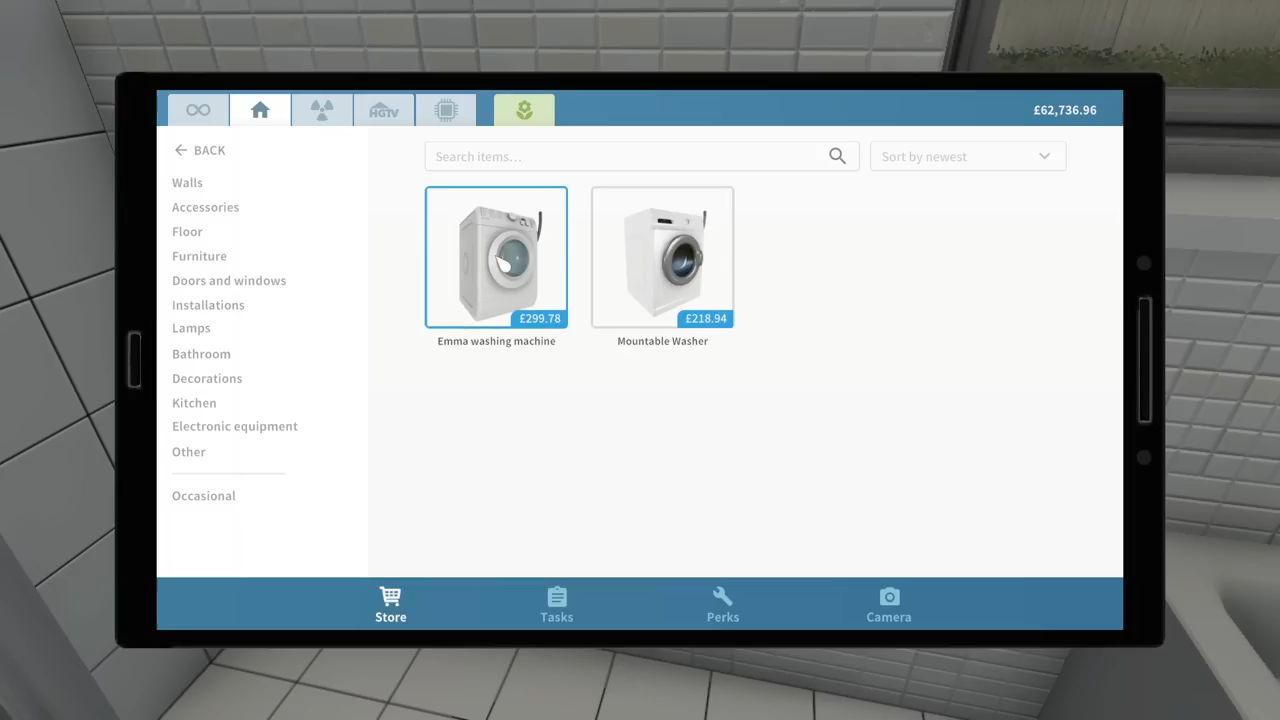 HGTV
£62,736.96
BACK
Walls
Accessories
Floor
Furniture
Doors and windows
Installations
Lamps
Bathroom
Decorations
Kitchen
Electronic equipment
Other
Occasional
Search items...
Sort by newest
£299.78
Emma washing machine
£218.94
Mountable Washer
Store
Tasks
Perks
Camera